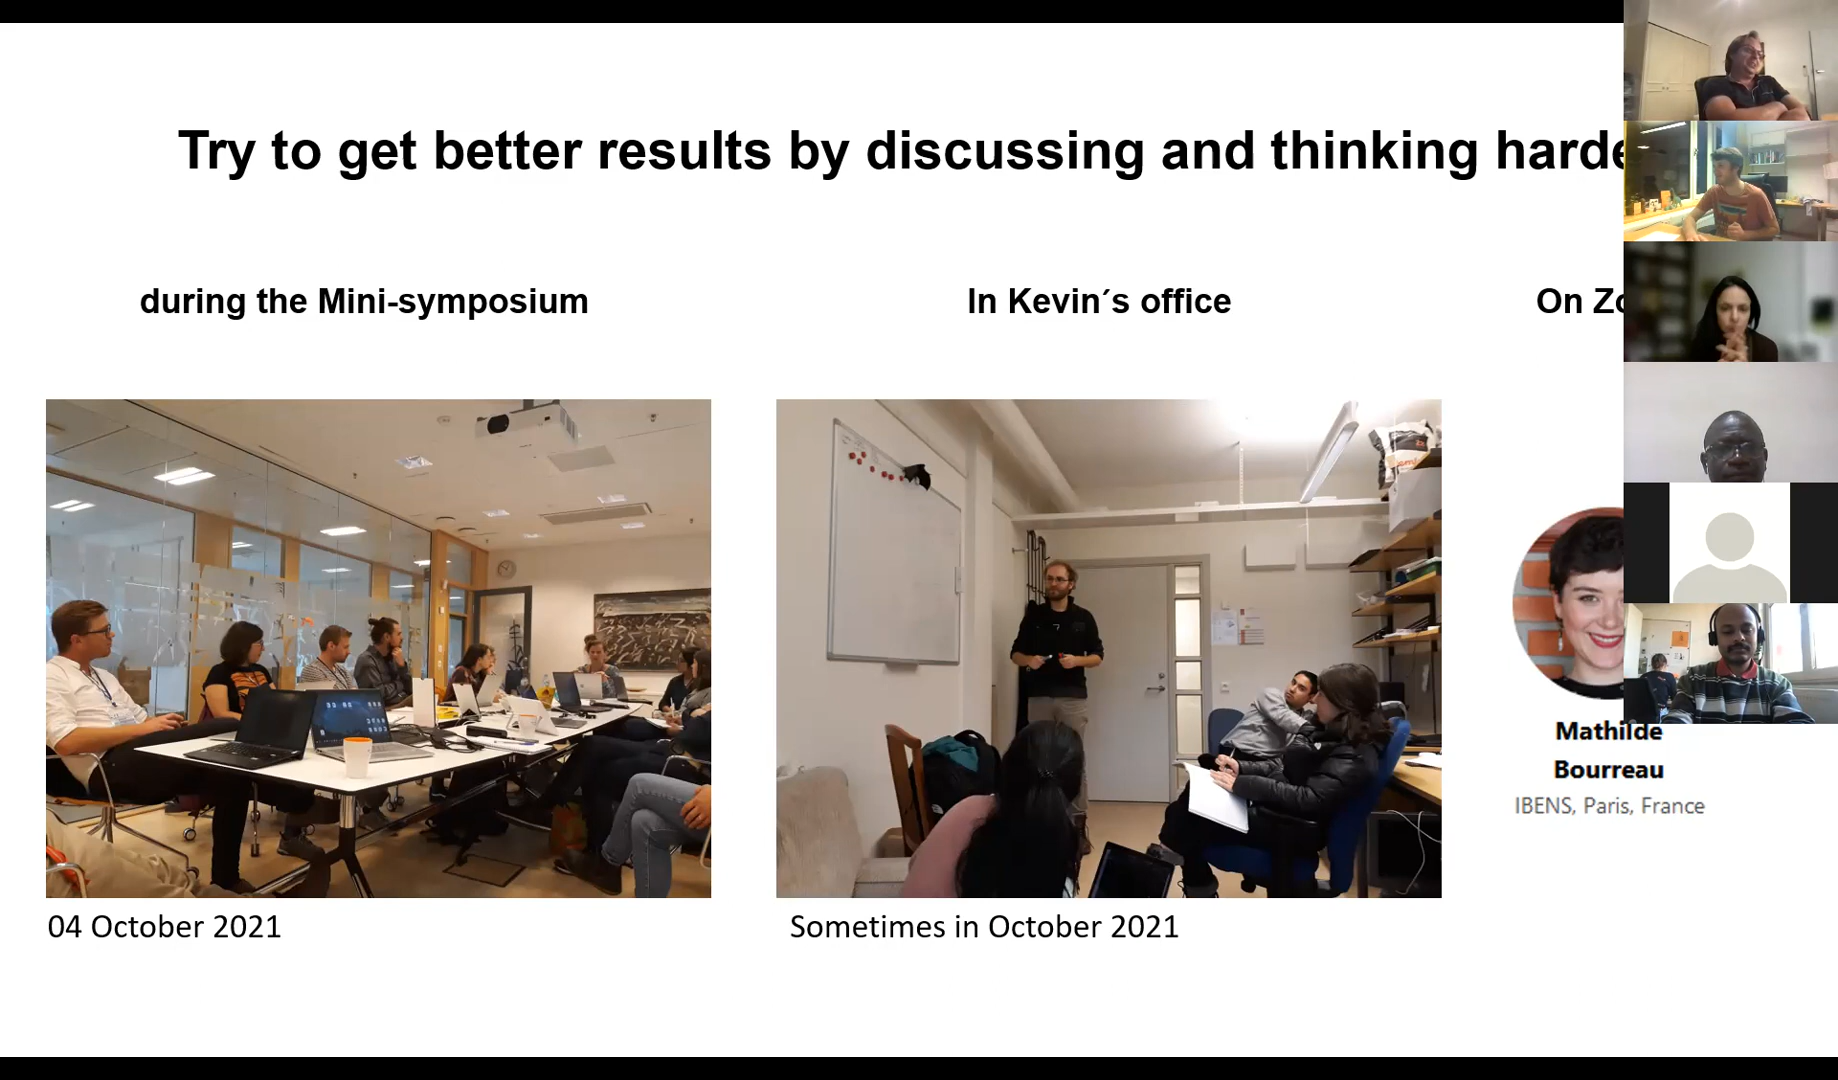 Try to get better results by discussing and thinking harde
during the Mini-symposium
In Kevin´s office
On Zo
04 October 2021
Sometimes in October 2021
Mathilde
Bourreau
IBENS, Paris, France